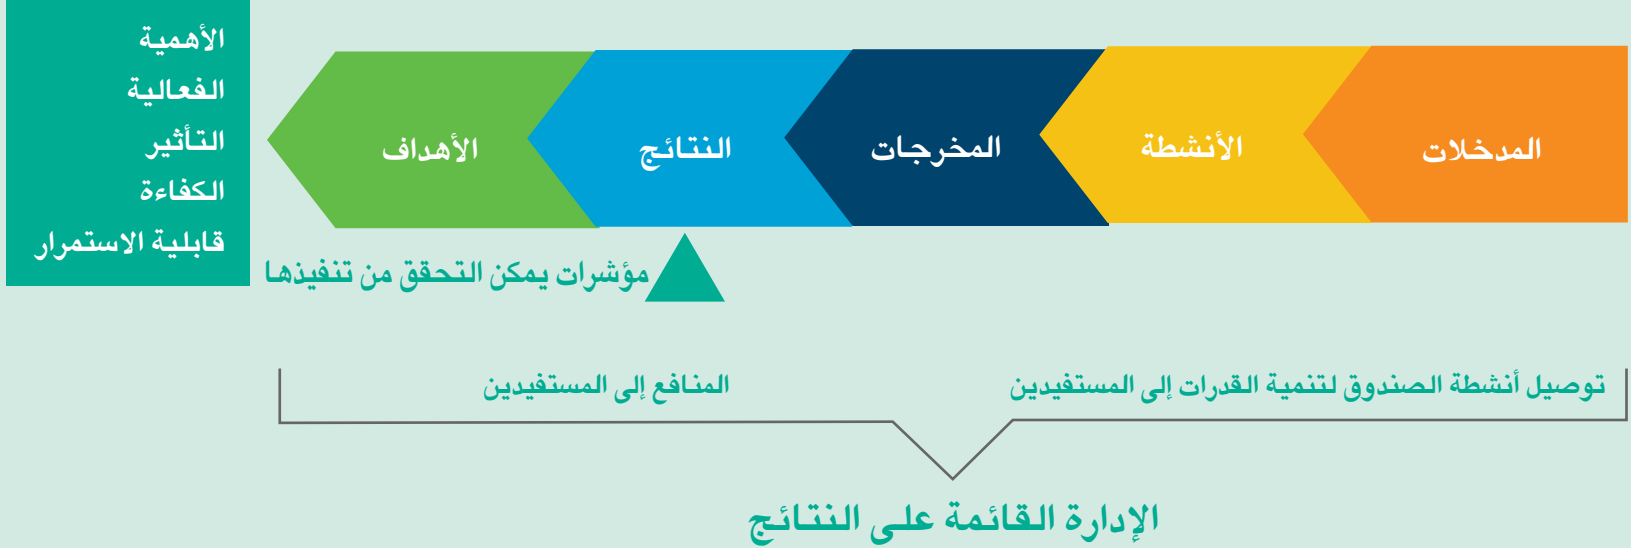 المدخلات
الأنشطة
المخرجات
النتائج
الأهداف
الأهمية
الفعالية
التأثير
الكفاءة
قابلية الاستمرار
مؤشرات يمكن التحقق من تنفيذها
توصيل أنشطة الصندوق لتنمية القدرات إلى المستفيدين
المنافع إلى المستفيدين
الإدارة القائمة على النتائج